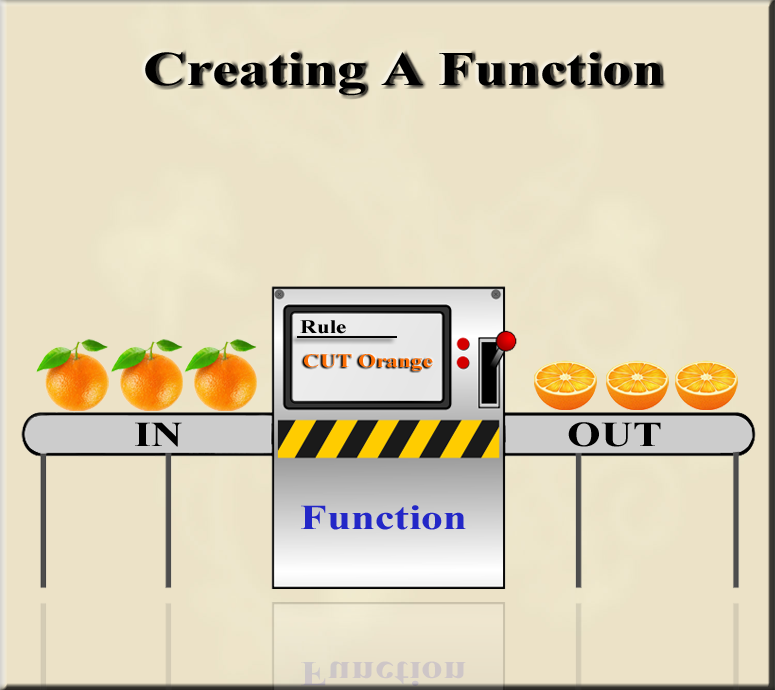 Creating A Function
Rule
CUT Orange
IN
OUT
Function